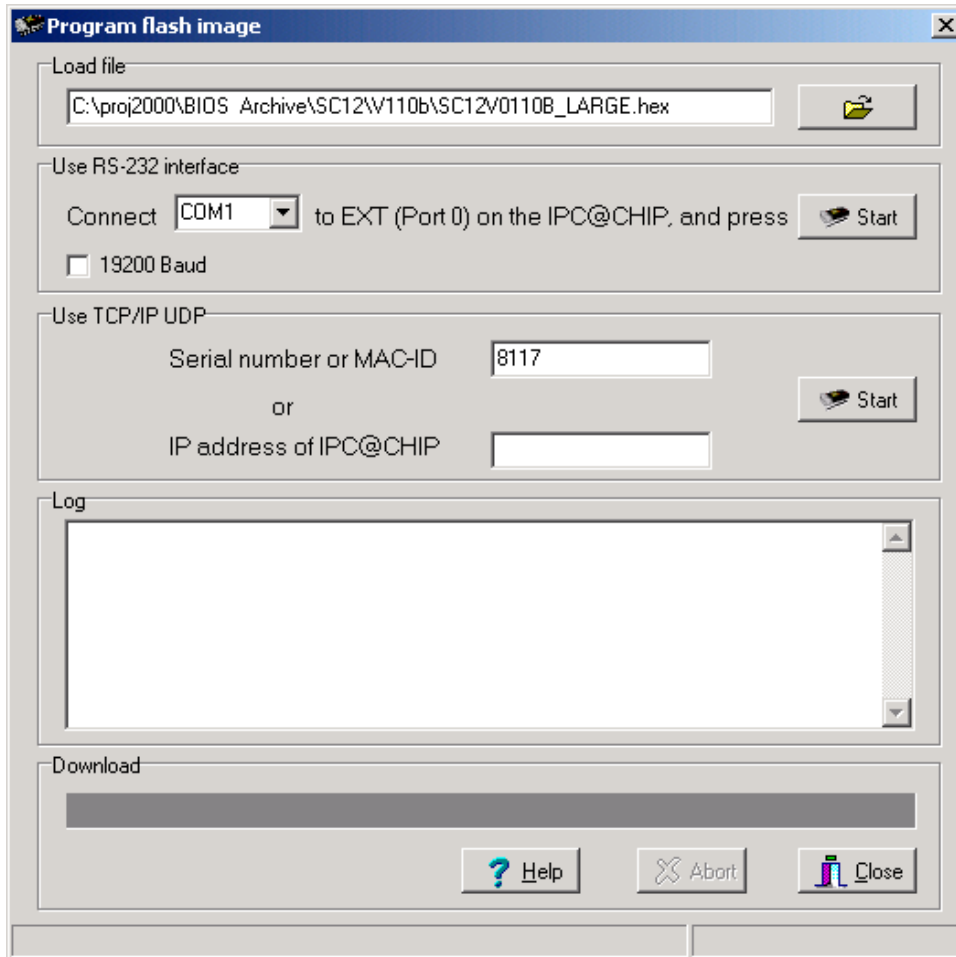 Program flash image
Load file
C:\proj2000\BIOS Archive\SC12\V110b\SC12V0110B_LARGE.hex
Use RS-232 interface
Connect COM1 to EXT (Port 0) on the IPC@CHIP, and press Start
19200 Baud
Use TCP/IP UDP
Serial number or MAC-ID 8117
or
Start
IP address of IPC@CHIP
Log
Download
Help Abort Close